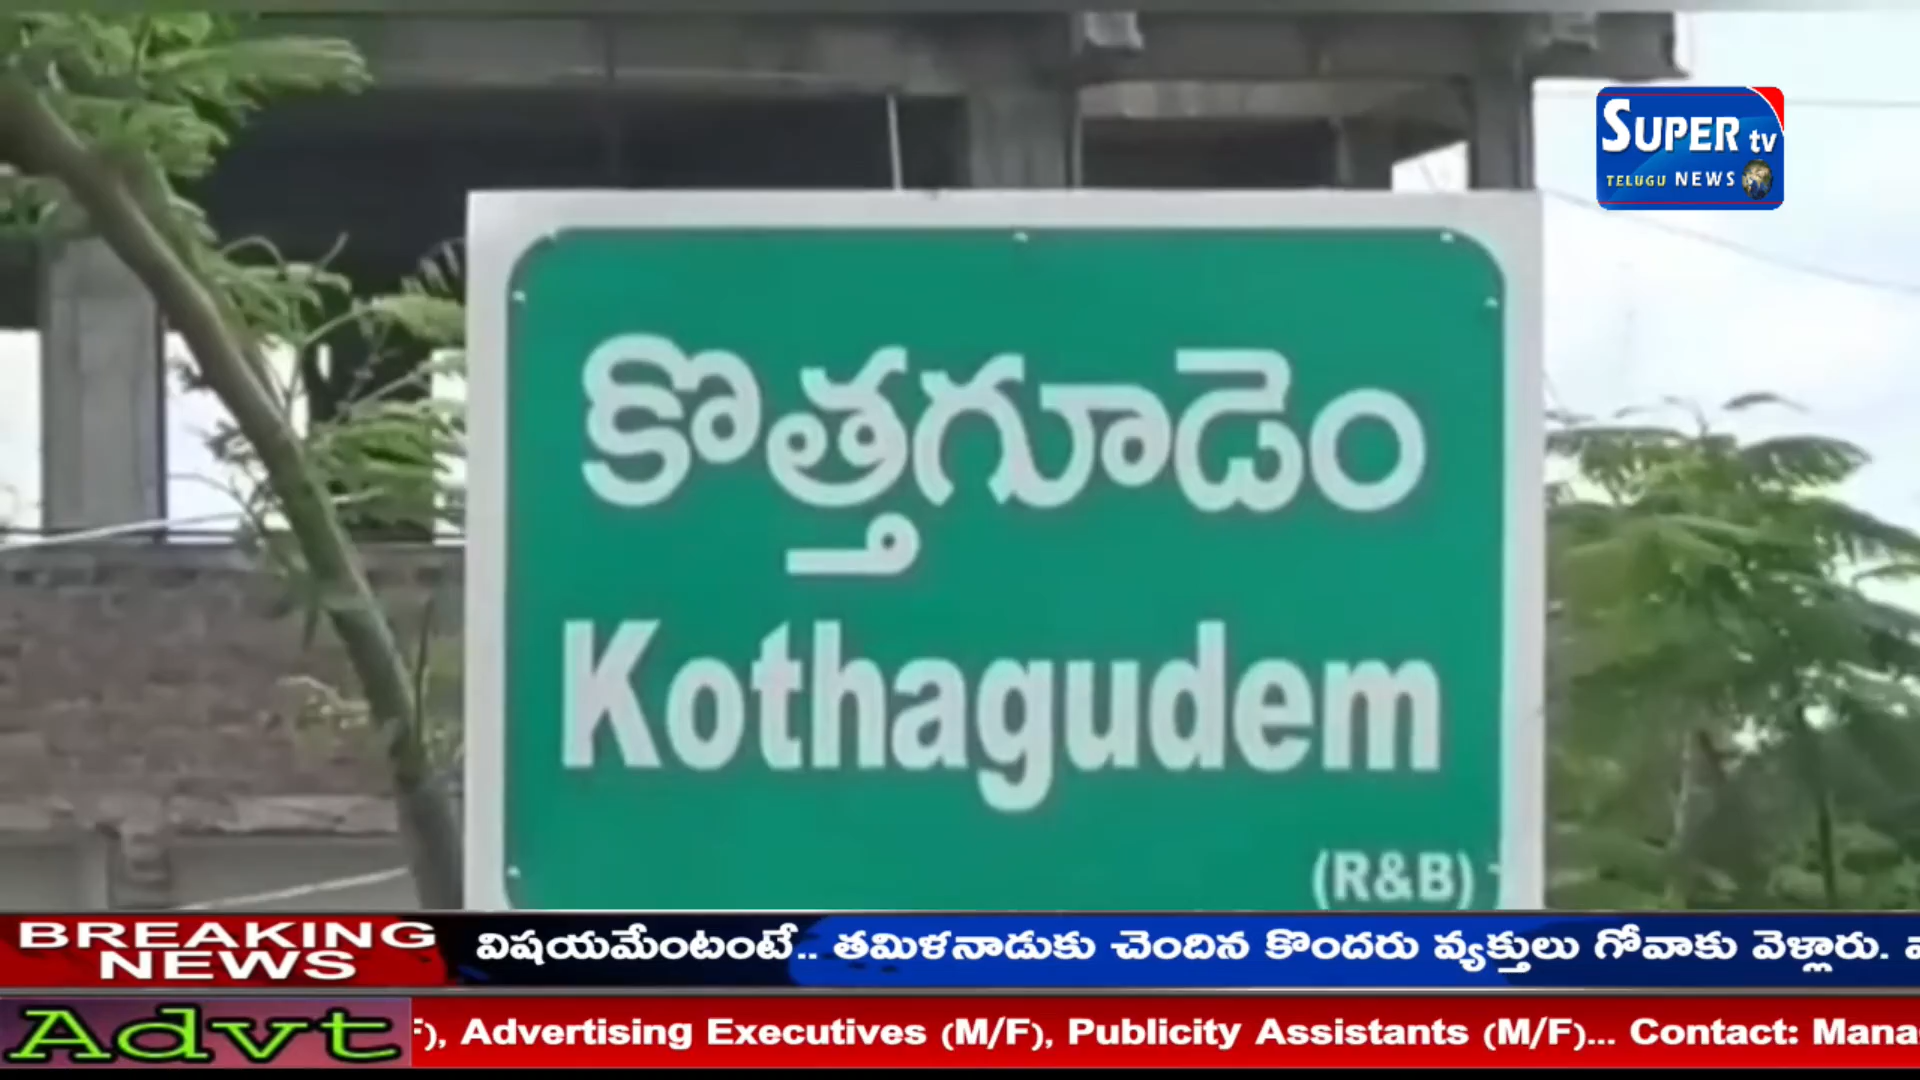 SUPER tv
TELUGU NEWS
కొత్తగూడెం
Kothagudem
(R&B)
BREAKING NEWS
విషయమేంటంటే.. తమిళనాడుకు చెందిన కొందరు వ్యక్తులు గోవాకు వెళ్లారు.
Advt
), Advertising Executives (M/F), Publicity Assistants (M/F)... Contact: